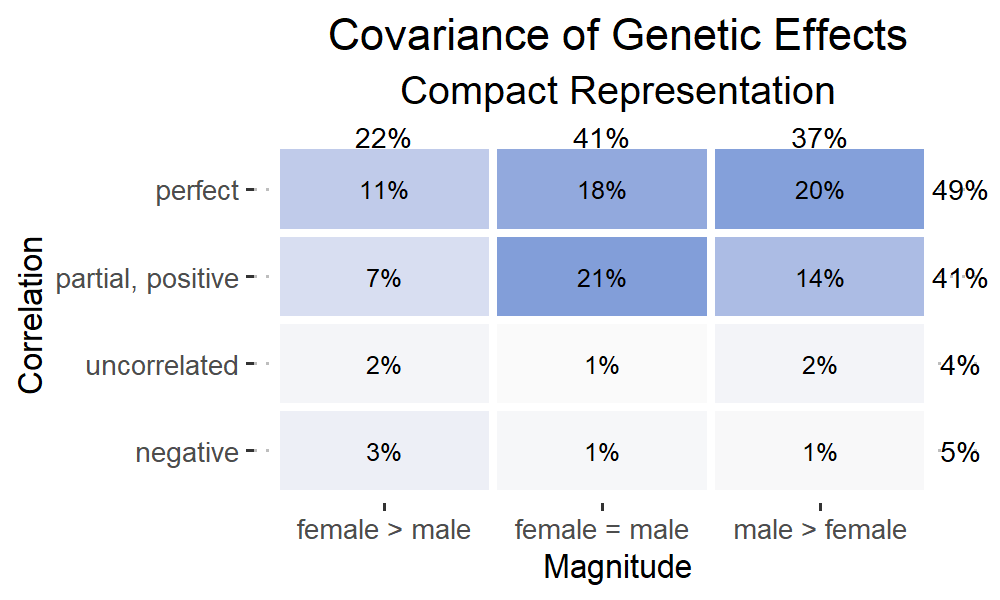 Covariance of Genetic Effects
Compact Representation
22% 41% 37%
perfect 11% 18% 20% 49%
partial, positive 7% 21% 14% 41%
uncorrelated 2% 1% 2% 4%
negative 3% 1% 1% 5%
female > male female = male male > female
Magnitude
Correlation